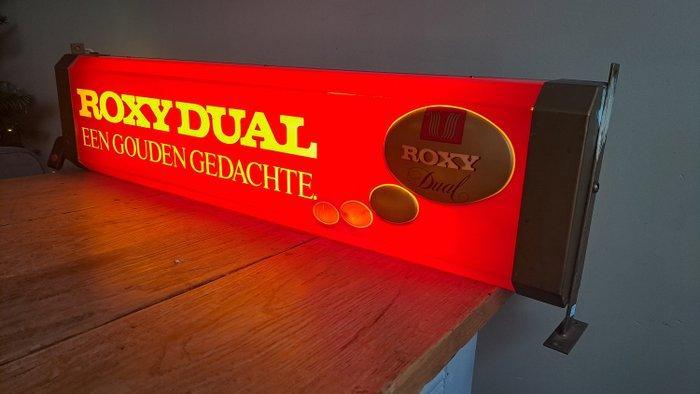 ROXY DUAL
EEN GOUDEN GEDACHTE.
ROXY
Dual